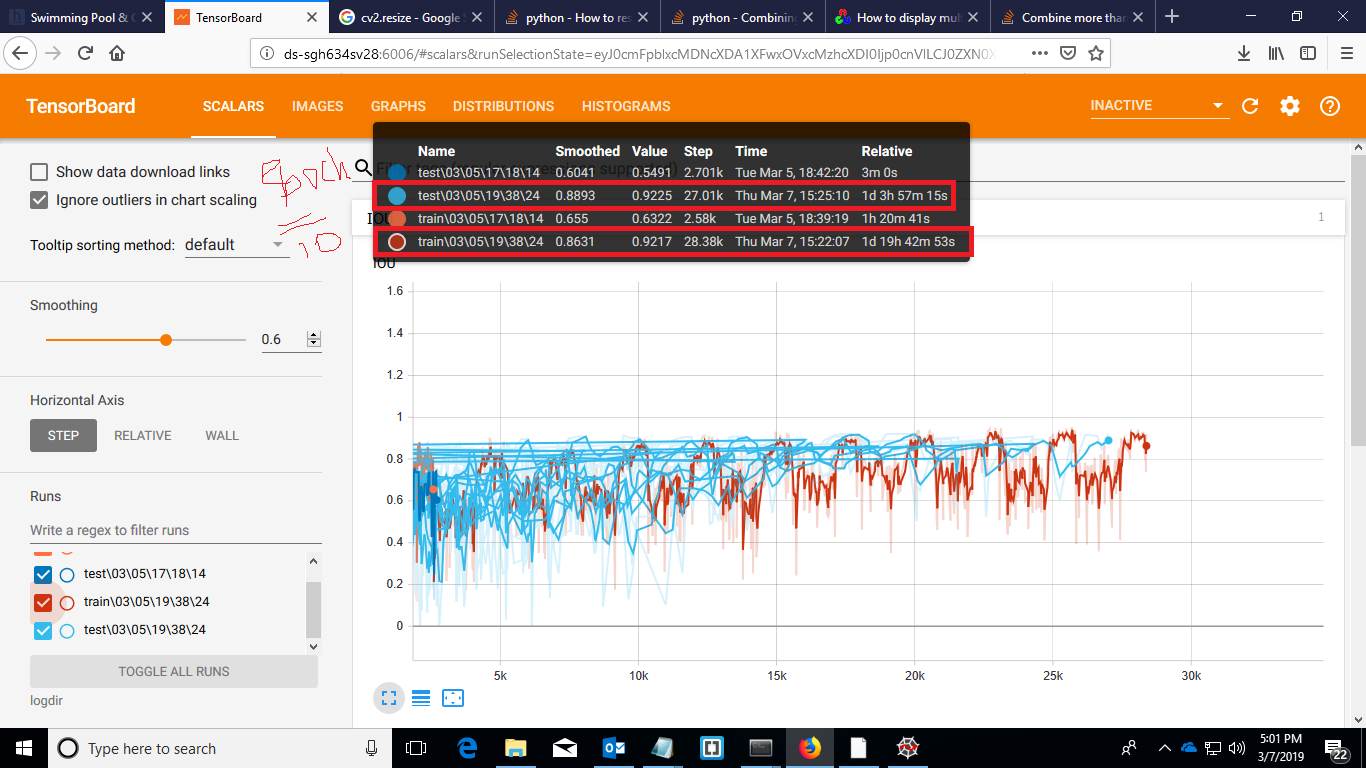 Swimming Pool & C
TensorBoard
cv2.resize - Google
python - How to res
python - Combinin
How to display mul
Combine more than
ds-sgh634sv28:6006/#scalars&runSelectionState=
TensorBoard
SCALARS
IMAGES
GRAPHS
DISTRIBUTIONS
HISTOGRAMS
INACTIVE
Show data download links
Ignore outliers in chart scaling
Tooltip sorting method: default
Epoch
10
Smoothing
0.6
Horizontal Axis
STEP
RELATIVE
WALL
Runs
Write a regex to filter runs
test\03\05\17\18\14
train\03\05\19\38\24
test\03\05\19\38\24
TOGGLE ALL RUNS
logdir
Name Smoothed Value Step Time Relative
test\03\05\17\18\14 0.6041 0.5491 2.701k Tue Mar 5, 18:42:20 3m 0s
test\03\05\19\38\24 0.8893 0.9225 27.01k Thu Mar 7, 15:25:10 1d 3h 57m 15s
train\03\05\17\18\14 0.655 0.6322 2.58k Tue Mar 5, 18:39:19 1h 20m 41s
train\03\05\19\38\24 0.8631 0.9217 28.38k Thu Mar 7, 15:22:07 1d 19h 42m 53s
IOU
1
IOU
1.6
1.4
1.2
1
0.8
0.6
0.4
0.2
0
5k 10k 15k 20k 25k 30k
Type here to search
5:01 PM
3/7/2019
22